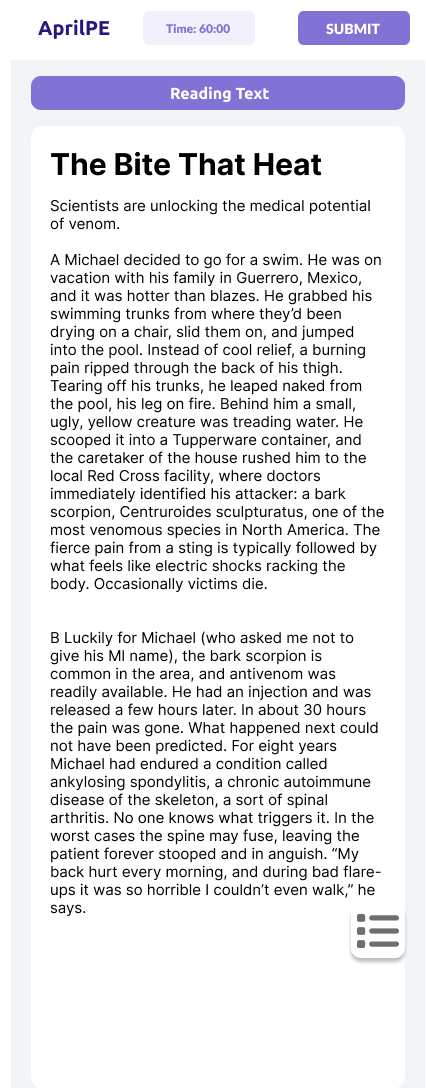 AprilPE
Time: 60:00
SUBMIT
Reading Text
The Bite That Heat
Scientists are unlocking the medical potential
of venom.
A Michael decided to go for a swim. He was on
vacation with his family in Guerrero, Mexico,
and it was hotter than blazes. He grabbed his
swimming trunks from where they’d been
drying on a chair, slid them on, and jumped
into the pool. Instead of cool relief, a burning
pain ripped through the back of his thigh.
Tearing off his trunks, he leaped naked from
the pool, his leg on fire. Behind him a small,
ugly, yellow creature was treading water. He
scooped it into a Tupperware container, and
the caretaker of the house rushed him to the
local Red Cross facility, where doctors
immediately identified his attacker: a bark
scorpion, Centruroides sculpturatus, one of the
most venomous species in North America. The
fierce pain from a sting is typically followed by
what feels like electric shocks racking the
body. Occasionally victims die.
B Luckily for Michael (who asked me not to
give his Ml name), the bark scorpion is
common in the area, and antivenom was
readily available. He had an injection and was
released a few hours later. In about 30 hours
the pain was gone. What happened next could
not have been predicted. For eight years
Michael had endured a condition called
ankylosing spondylitis, a chronic autoimmune
disease of the skeleton, a sort of spinal
arthritis. No one knows what triggers it. In the
worst cases the spine may fuse, leaving the
patient forever stooped and in anguish. “My
back hurt every morning, and during bad flare-
ups it was so horrible I couldn’t even walk,” he
says.